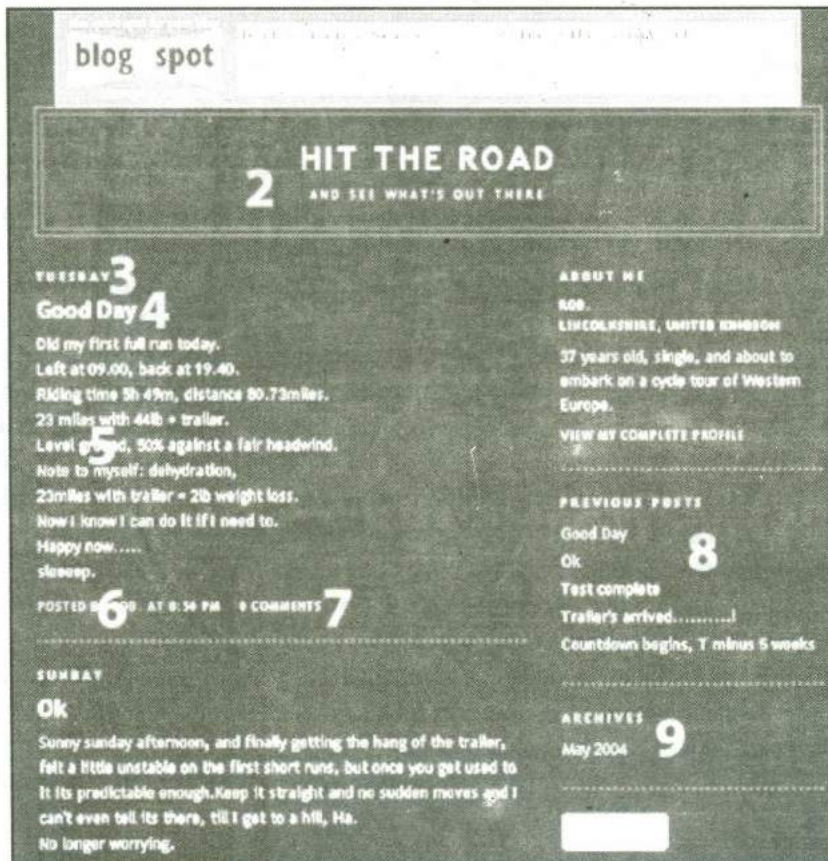 blog spot
HIT THE ROAD
2
AND SEE WHAT'S OUT THERE
TUESDAY 3
Good Day 4
Did my first full run today.
Left at 09.00, back at 19.40.
Riding time 5h 49m, distance 80.73miles.
23 miles with 44lb + trailer.
Level ground, 50% against a fair headwind.
5
Note to myself: dehydration,
23miles with trailer = 2lb weight loss.
Now I know I can do it if I need to.
Happy now.....
sleeeep.
POSTED BY ROB. AT 8:54 PM 0 COMMENTS 7
6
SUNDAY
Ok
Sunny sunday afternoon, and finally getting the hang of the trailer,
felt a little unstable on the first short runs, but once you get used to
it its predictable enough.Keep it straight and no sudden moves and I
can't even tell its there, till I get to a hill, Ha.
No longer worrying.
ABOUT ME
ROB.
LINCOLNSHIRE, UNITED KINGDOM
37 years old, single, and about to
embark on a cycle tour of Western
Europe.
VIEW MY COMPLETE PROFILE
PREVIOUS POSTS
Good Day
8
Ok
Test complete
Trailer's arrived..........!
Countdown begins, T minus 5 weeks
ARCHIVES
May 2004 9